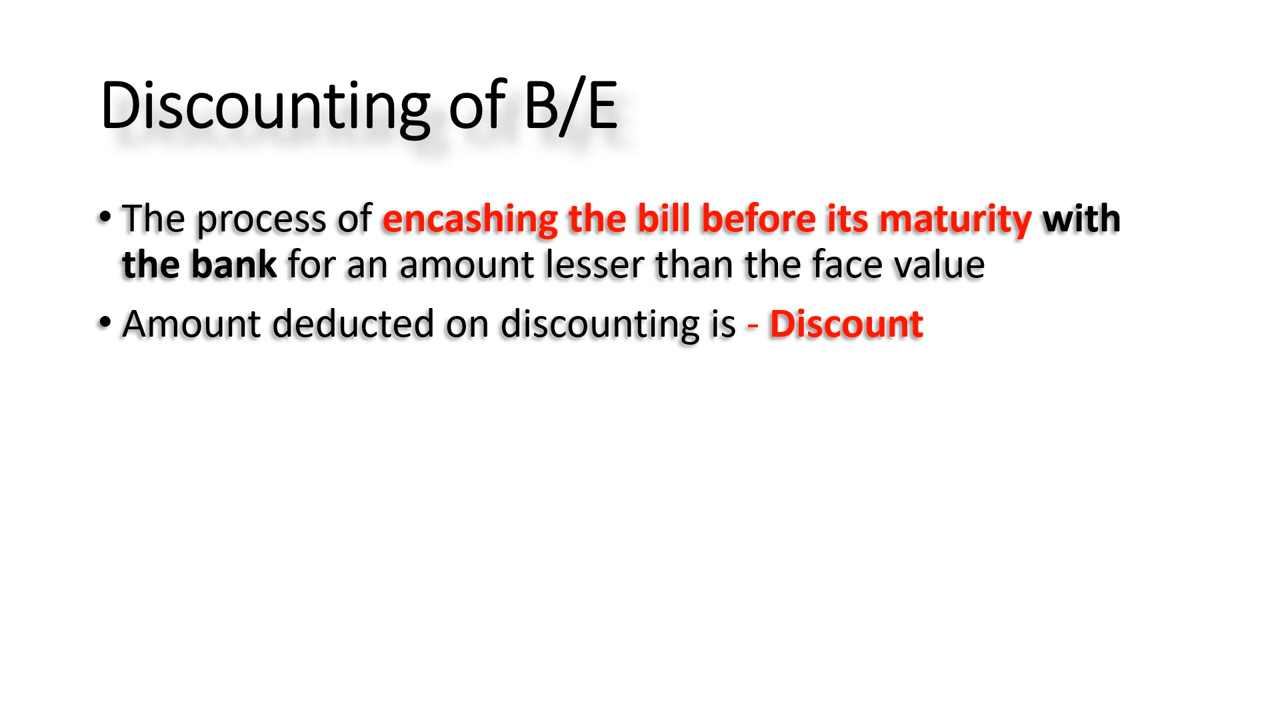 Discounting of B/E
• The process of encashing the bill before its maturity with
the bank for an amount lesser than the face value
• Amount deducted on discounting is - Discount